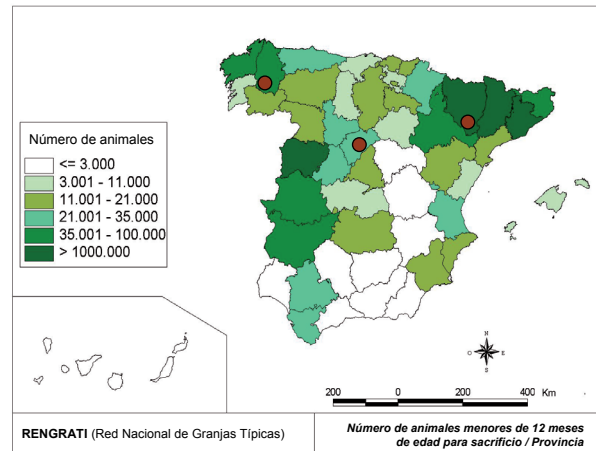 Número de animales
<= 3.000
3.001 - 11.000
11.001 - 21.000
21.001 - 35.000
35.001 - 100.000
> 1000.000
N
O
E
S
200 0 200 400 Km
RENGRATI (Red Nacional de Granjas Típicas)
Número de animales menores de 12 meses
de edad para sacrificio / Provincia